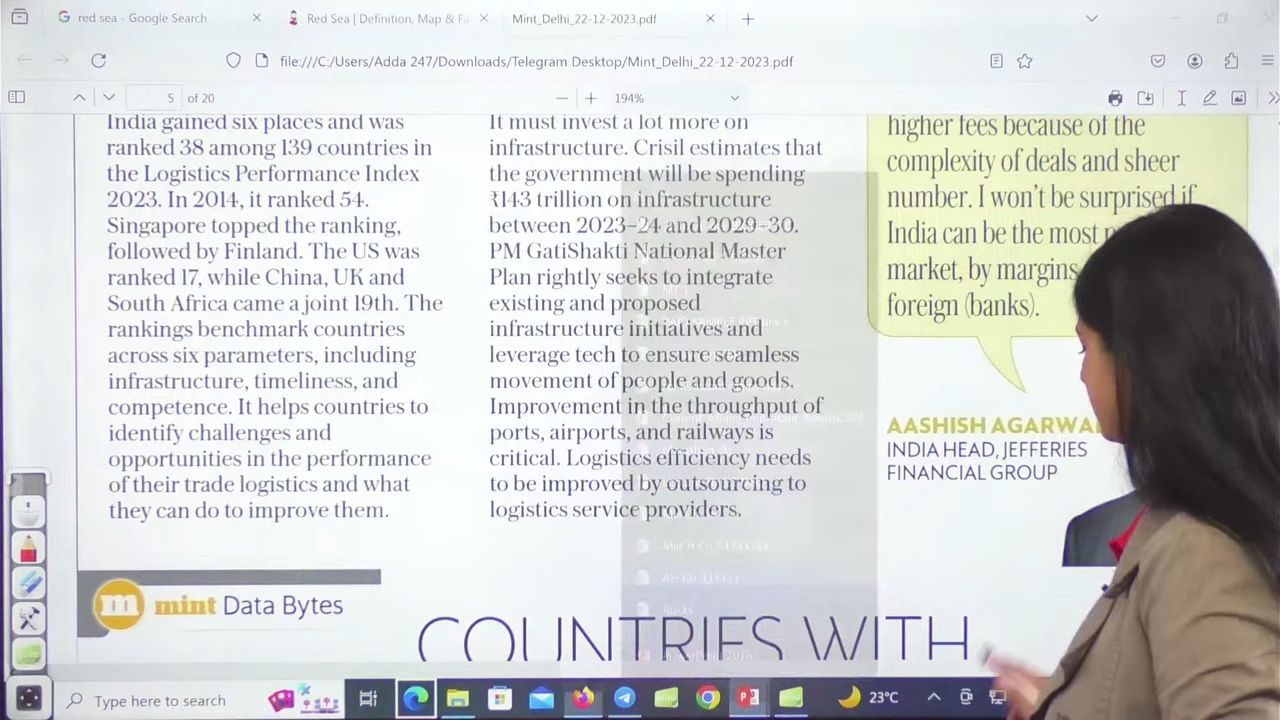 red sea - Google Search
Red Sea | Definition, Map & Fa
Mint_Delhi_22-12-2023.pdf
file:///C:/Users/Adda 247/Downloads/Telegram Desktop/Mint_Delhi_22-12-2023.pdf
5 of 20
194%
India gained six places and was
ranked 38 among 139 countries in
the Logistics Performance Index
2023. In 2014, it ranked 54.
Singapore topped the ranking,
followed by Finland. The US was
ranked 17, while China, UK and
South Africa came a joint 19th. The
rankings benchmark countries
across six parameters, including
infrastructure, timeliness, and
competence. It helps countries to
identify challenges and
opportunities in the performance
of their trade logistics and what
they can do to improve them.
It must invest a lot more on
infrastructure. Crisil estimates that
the government will be spending
₹143 trillion on infrastructure
between 2023–24 and 2029-30.
PM GatiShakti National Master
Plan rightly seeks to integrate
existing and proposed
infrastructure initiatives and
leverage tech to ensure seamless
movement of people and goods.
Improvement in the throughput of
ports, airports, and railways is
critical. Logistics efficiency needs
to be improved by outsourcing to
logistics service providers.
higher fees because of the
complexity of deals and sheer
number. I won't be surprised if
India can be the most
market, by margins
foreign (banks).
AASHISH AGARWA
INDIA HEAD, JEFFERIES
FINANCIAL GROUP
m mint Data Bytes
COUNTRIES WITH
Rocks
Type here to search
23°C